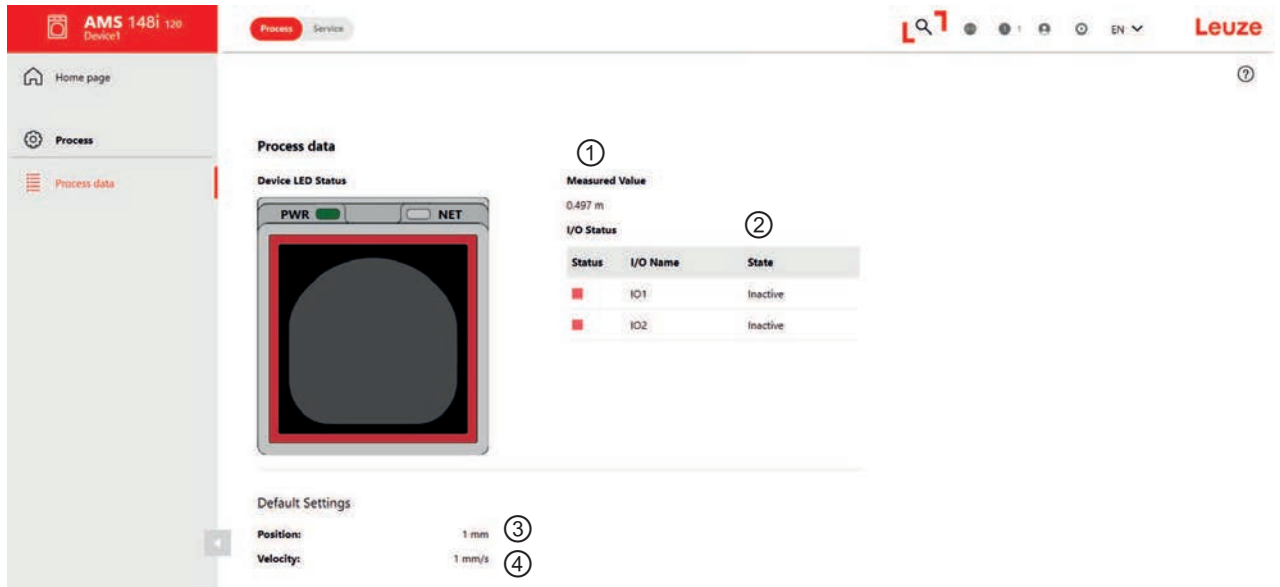 AMS 148i 120
Device1
Process
Service
1
EN
Leuze
Home page
?
Process
Process data
Process data
①
Device LED Status
Measured Value
PWR
NET
0.497 m
②
I/O Status
Status I/O Name State
IO1 Inactive
IO2 Inactive
Default Settings
Position: 1 mm ③
Velocity: 1 mm/s ④